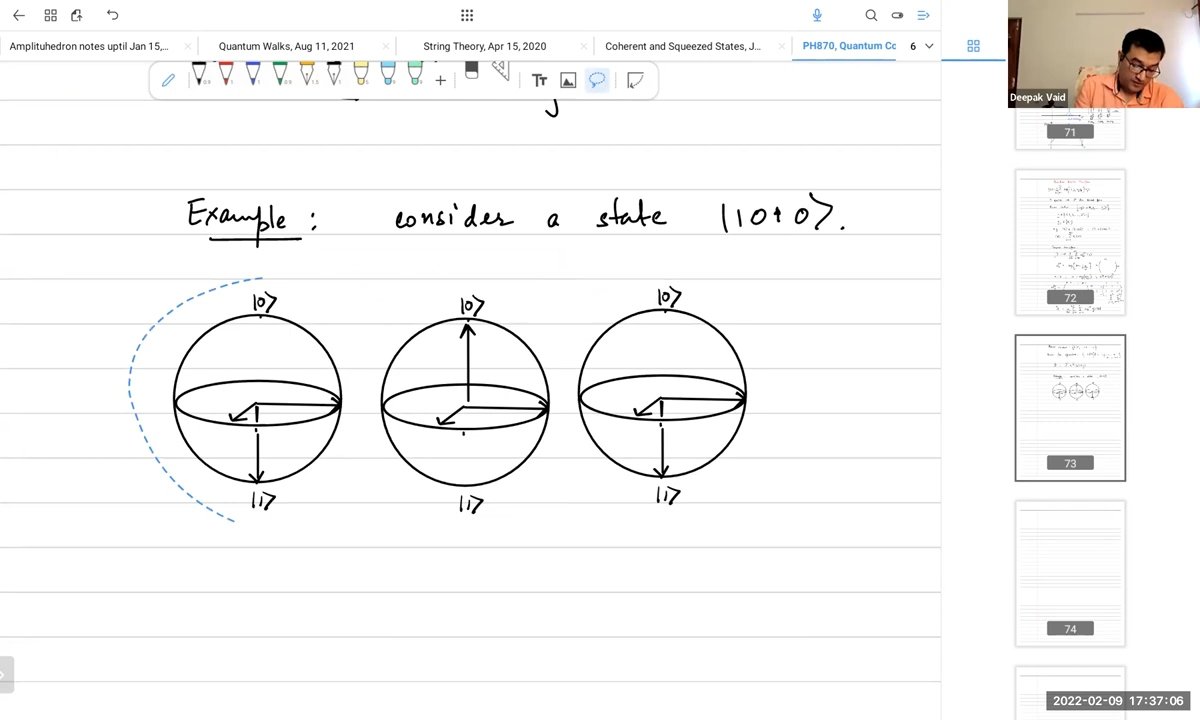 Amplituhedron notes uptil Jan 15,...
Quantum Walks, Aug 11, 2021
String Theory, Apr 15, 2020
Coherent and Squeezed States, J...
PH870, Quantum Cc
6
Tт
Deepak Vaid
71
72
73
74
Example : consider a state |1010>.
|0> |0> |0>
|1> |1> |1>
2022-02-09 17:37:06